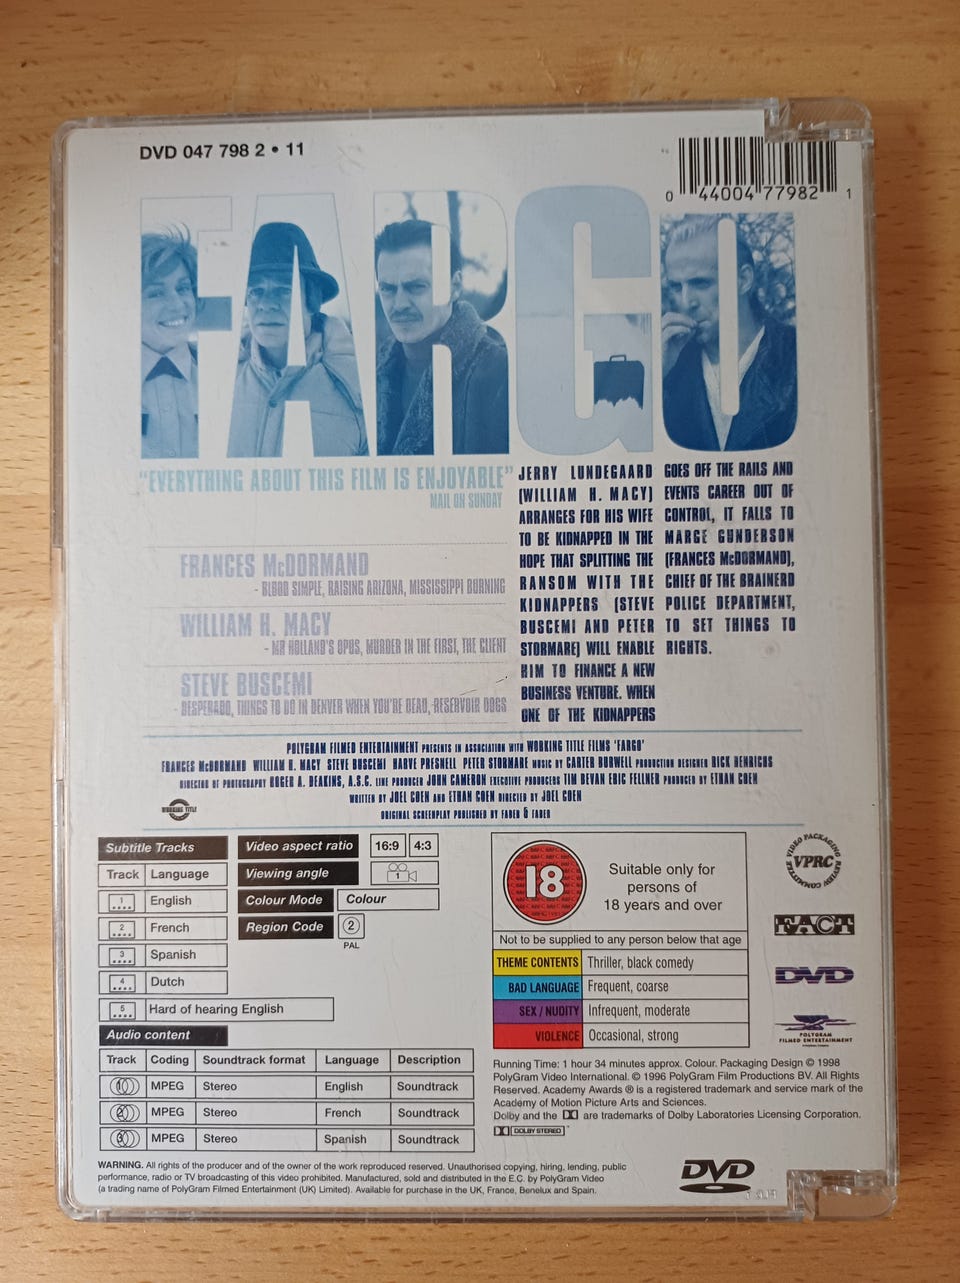 DVD 047 798 2 • 11
0 44004 77982 1
FARGO
"EVERYTHING ABOUT THIS FILM IS ENJOYABLE"
MAIL ON SUNDAY
FRANCES McDORMAND
- BLOOD SIMPLE, RAISING ARIZONA, MISSISSIPPI BURNING
WILLIAM H. MACY
- MR HOLLAND'S OPUS, MURDER IN THE FIRST, THE CLIENT
STEVE BUSCEMI
- DESPERADO, THINGS TO DO IN DENVER WHEN YOU'RE DEAD, RESERVOIR DOGS
JERRY LUNDEGAARD
(WILLIAM H. MACY)
ARRANGES FOR HIS WIFE
TO BE KIDNAPPED IN THE
HOPE THAT SPLITTING THE
RANSOM WITH THE
KIDNAPPERS (STEVE
BUSCEMI AND PETER
STORMARE) WILL ENABLE
HIM TO FINANCE A NEW
BUSINESS VENTURE. WHEN
ONE OF THE KIDNAPPERS
GOES OFF THE RAILS AND
EVENTS CAREER OUT OF
CONTROL, IT FALLS TO
MARGE GUNDERSON
(FRANCES McDORMAND),
CHIEF OF THE BRAINERD
POLICE DEPARTMENT,
TO SET THINGS TO
RIGHTS.
POLYGRAM FILMED ENTERTAINMENT PRESENTS IN ASSOCIATION WITH WORKING TITLE FILMS 'FARGO'
FRANCES McDORMAND WILLIAM H. MACY STEVE BUSCEMI HARVE PRESNELL PETER STORMARE MUSIC BY CARTER BURWELL PRODUCTION DESIGNER RICK HEINRICHS
DIRECTOR OF PHOTOGRAPHY ROGER A. DEAKINS, A.S.C. LINE PRODUCER JOHN CAMERON EXECUTIVE PRODUCERS TIM BEVAN ERIC FELLNER PRODUCED BY ETHAN COEN
WRITTEN BY JOEL COEN AND ETHAN COEN DIRECTED BY JOEL COEN
ORIGINAL SCREENPLAY PUBLISHED BY FABER & FABER
WORKING TITLE
Subtitle Tracks
Track Language
1 English
2 French
3 Spanish
4 Dutch
5 Hard of hearing English
Video aspect ratio 16:9 4:3
Viewing angle 1
Colour Mode Colour
Region Code 2
PAL
Audio content
Track Coding Soundtrack format Language Description
1 MPEG Stereo English Soundtrack
2 MPEG Stereo French Soundtrack
3 MPEG Stereo Spanish Soundtrack
18
Suitable only for
persons of
18 years and over
Not to be supplied to any person below that age
THEME CONTENTS Thriller, black comedy
BAD LANGUAGE Frequent, coarse
SEX / NUDITY Infrequent, moderate
VIOLENCE Occasional, strong
VIDEO PACKAGING REVIEW COMMITTEE
VPRC
FACT
DVD
POLYGRAM
FILMED ENTERTAINMENT
Running Time: 1 hour 34 minutes approx. Colour. Packaging Design © 1998
PolyGram Video International. © 1996 PolyGram Film Productions BV. All Rights
Reserved. Academy Awards ® is a registered trademark and service mark of the
Academy of Motion Picture Arts and Sciences.
Dolby and the are trademarks of Dolby Laboratories Licensing Corporation.
DOLBY STEREO
WARNING. All rights of the producer and of the owner of the work reproduced reserved. Unauthorised copying, hiring, lending, public
performance, radio or TV broadcasting of this video prohibited. Manufactured, sold and distributed in the E.C. by PolyGram Video
(a trading name of PolyGram Filmed Entertainment (UK) Limited). Available for purchase in the UK, France, Benelux and Spain.
DVD